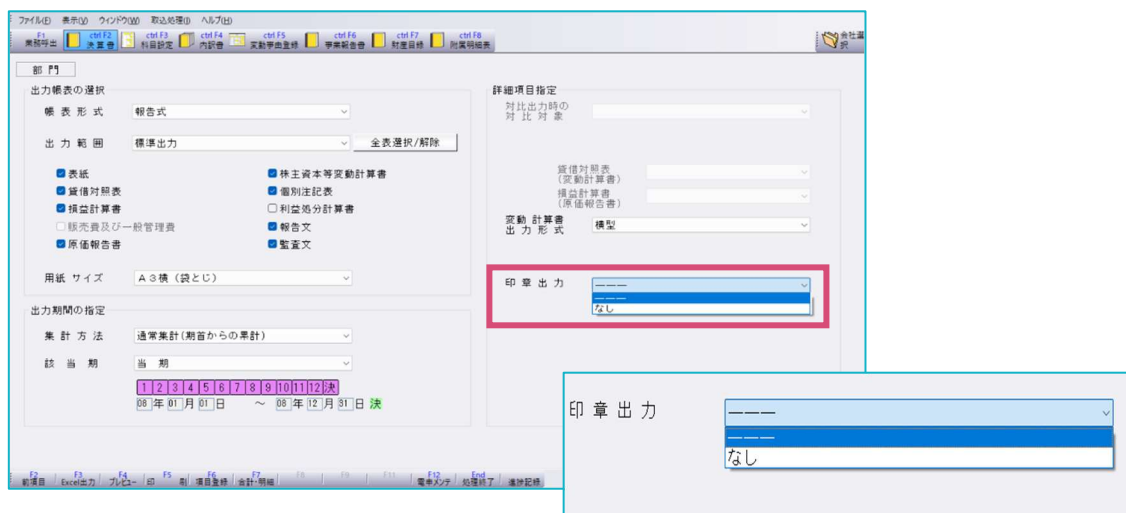 ファイル(F) 表示(V) ウィンドウ(W) 取込処理(I) ヘルプ(H)
F1 業務呼出 ctrl F2 決算書 ctrl F3 科目設定 ctrl F4 内訳書 ctrl F5 変動事由登録 ctrl F6 事業報告書 ctrl F7 財産目録 ctrl F8 附属明細表 会社選択
部 門
出力帳表の選択
帳 表 形 式 報告式
出 力 範 囲 標準出力 全表選択/解除
表紙 株主資本等変動計算書
貸借対照表 個別注記表
損益計算書 利益処分計算書
販売費及び一般管理費 報告文
原価報告書 監査文
用紙 サイズ A3横 (袋とじ)
出力期間の指定
集 計 方 法 通常集計(期首からの累計)
該 当 期 当 期
1 2 3 4 5 6 7 8 9 10 11 12 決
08 年 01 月 01 日 ～ 08 年 12 月 31 日 決
詳細項目指定
対比出力時の
対 比 対 象
貸借対照表
(変動計算書)
損益計算書
(原価報告書)
変動 計算書
出 力 形 式 横型
印 章 出 力 ———
———
なし
F2 前項目 F3 Excel出力 F4 プレビュー F5 印 刷 F6 項目登録 F7 合計・明細 F8 F9 F11 F12 電卓メンテ End 処理終了 進捗記録
印 章 出 力 ———
———
なし